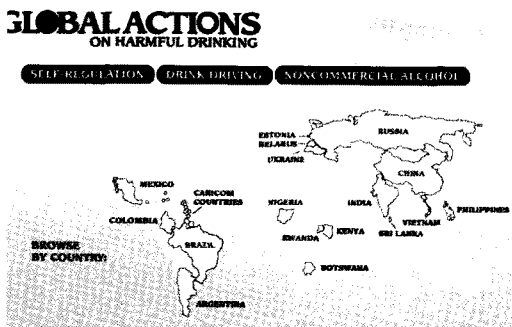 GLOBAL ACTIONS
ON HARMFUL DRINKING
SELF-REGULATION DRINK DRIVING NONCOMMERCIAL ALCOHOL
ESTONIA
BELARUS
UKRAINE
RUSSIA
CHINA
MEXICO
CARICOM
COUNTRIES
NIGERIA
INDIA
PHILIPPINES
COLOMBIA
VIETNAM
RWANDA
KENYA
SRI LANKA
BROWSE
BY COUNTRY:
BRAZIL
BOTSWANA
ARGENTINA